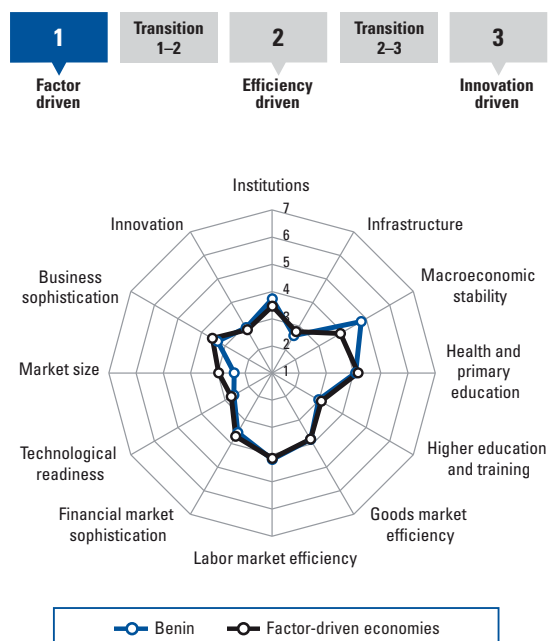 1
Transition
1–2
2
Transition
2–3
3
Factor
driven
Efficiency
driven
Innovation
driven
Institutions
7
Innovation
Infrastructure
6
5
Business
sophistication
Macroeconomic
stability
4
3
2
Market size
1
Health and
primary
education
Technological
readiness
Higher education
and training
Financial market
sophistication
Goods market
efficiency
Labor market efficiency
Benin
Factor-driven economies